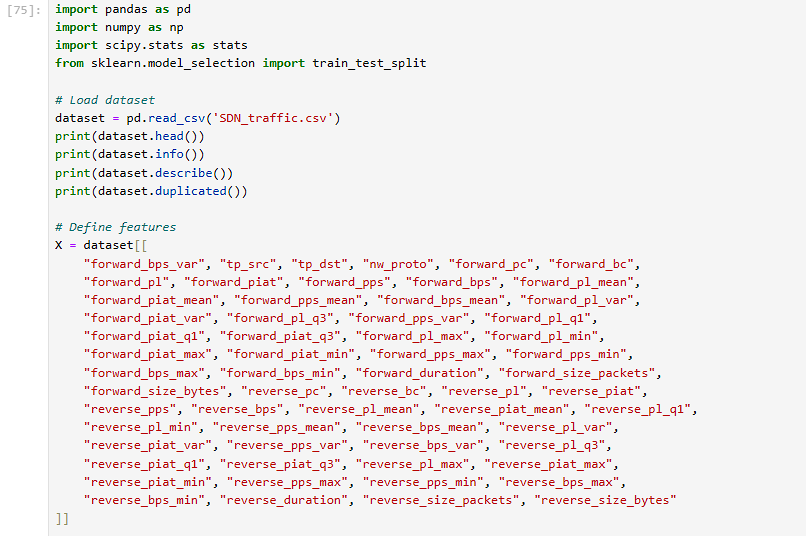 [75]:
import pandas as pd
import numpy as np
import scipy.stats as stats
from sklearn.model_selection import train_test_split
# Load dataset
dataset = pd.read_csv('SDN_traffic.csv')
print(dataset.head())
print(dataset.info())
print(dataset.describe())
print(dataset.duplicated())
# Define features
X = dataset[[
"forward_bps_var", "tp_src", "tp_dst", "nw_proto", "forward_pc", "forward_bc",
"forward_pl", "forward_piat", "forward_pps", "forward_bps", "forward_pl_mean",
"forward_piat_mean", "forward_pps_mean", "forward_bps_mean", "forward_pl_var",
"forward_piat_var", "forward_pl_q3", "forward_pps_var", "forward_pl_q1",
"forward_piat_q1", "forward_piat_q3", "forward_pl_max", "forward_pl_min",
"forward_piat_max", "forward_piat_min", "forward_pps_max", "forward_pps_min",
"forward_bps_max", "forward_bps_min", "forward_duration", "forward_size_packets",
"forward_size_bytes", "reverse_pc", "reverse_bc", "reverse_pl", "reverse_piat",
"reverse_pps", "reverse_bps", "reverse_pl_mean", "reverse_piat_mean", "reverse_pl_q1",
"reverse_pl_min", "reverse_pps_mean", "reverse_bps_mean", "reverse_pl_var",
"reverse_piat_var", "reverse_pps_var", "reverse_bps_var", "reverse_pl_q3",
"reverse_piat_q1", "reverse_piat_q3", "reverse_pl_max", "reverse_piat_max",
"reverse_piat_min", "reverse_pps_max", "reverse_pps_min", "reverse_bps_max",
"reverse_bps_min", "reverse_duration", "reverse_size_packets", "reverse_size_bytes"
]]